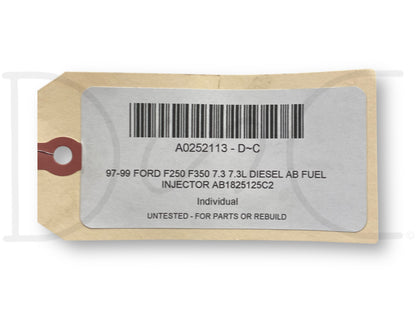 A0252113 - D~C
97-99 FORD F250 F350 7.3 7.3L DIESEL AB FUEL
INJECTOR AB1825125C2
Individual
UNTESTED - FOR PARTS OR REBUILD